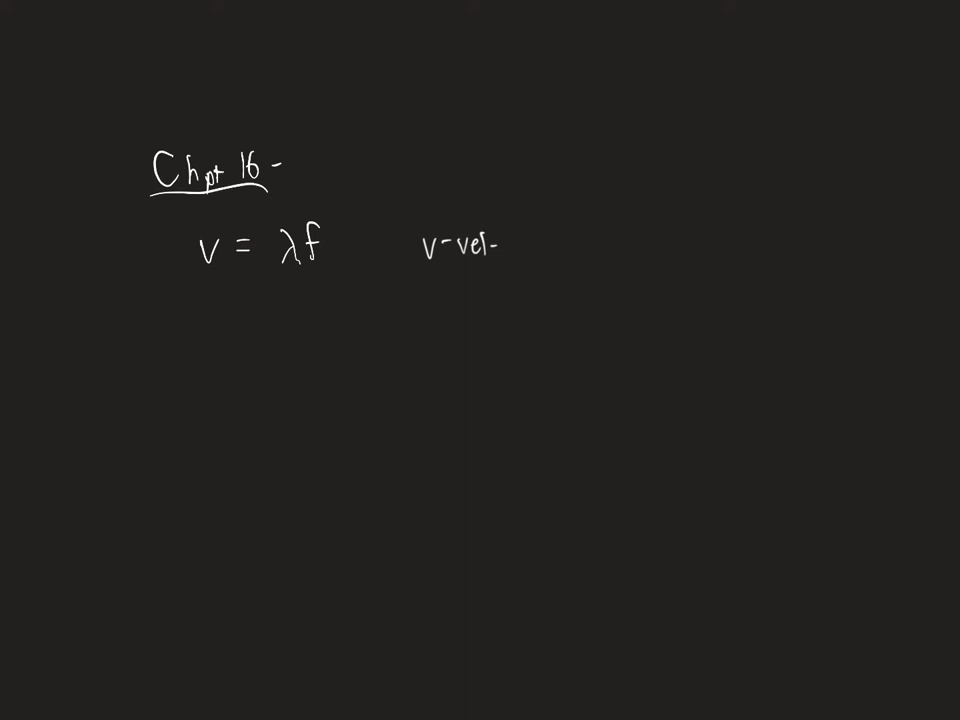 Chpt 16 -
v = λf v - vel-